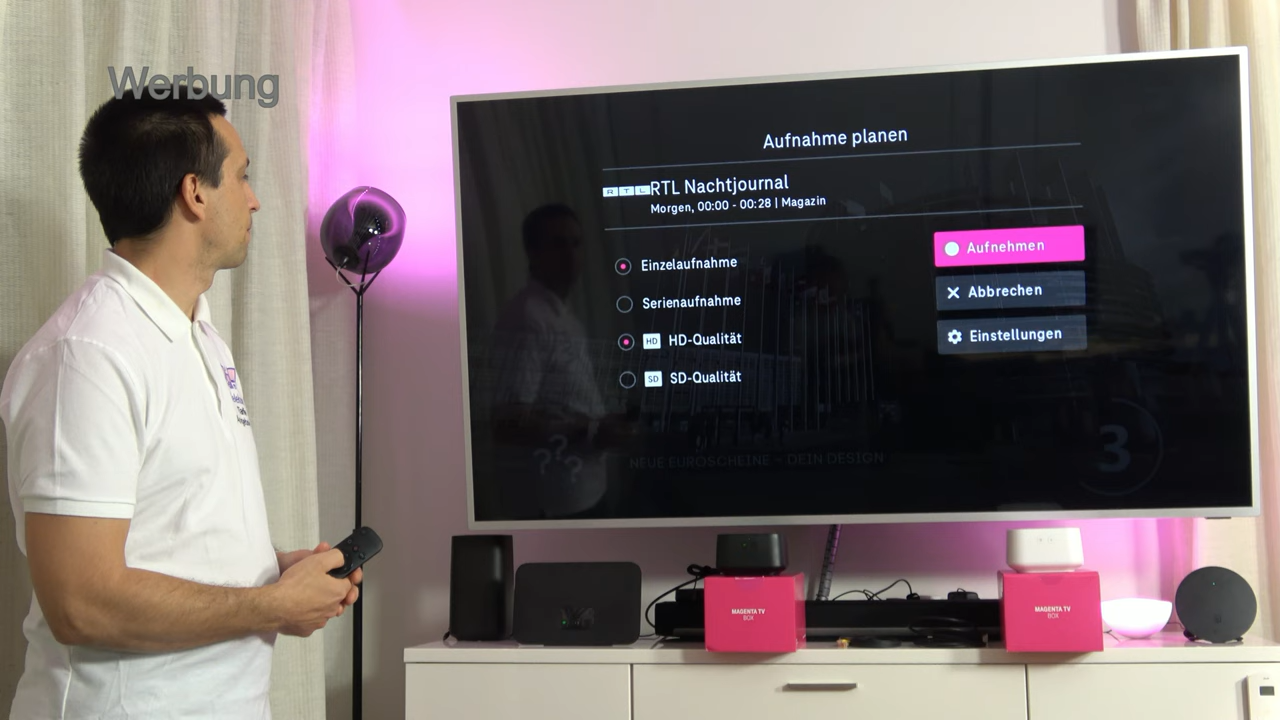 Werbung
Aufnahme planen
RTL RTL Nachtjournal
Morgen, 00:00 - 00:28 | Magazin
Einzelaufnahme
Serienaufnahme
HD HD-Qualität
SD SD-Qualität
Aufnehmen
Abbrechen
Einstellungen
???
NEUE EUROSCHEINE - DEIN DESIGN
3
MAGENTA TV
BOX
MAGENTA TV
BOX